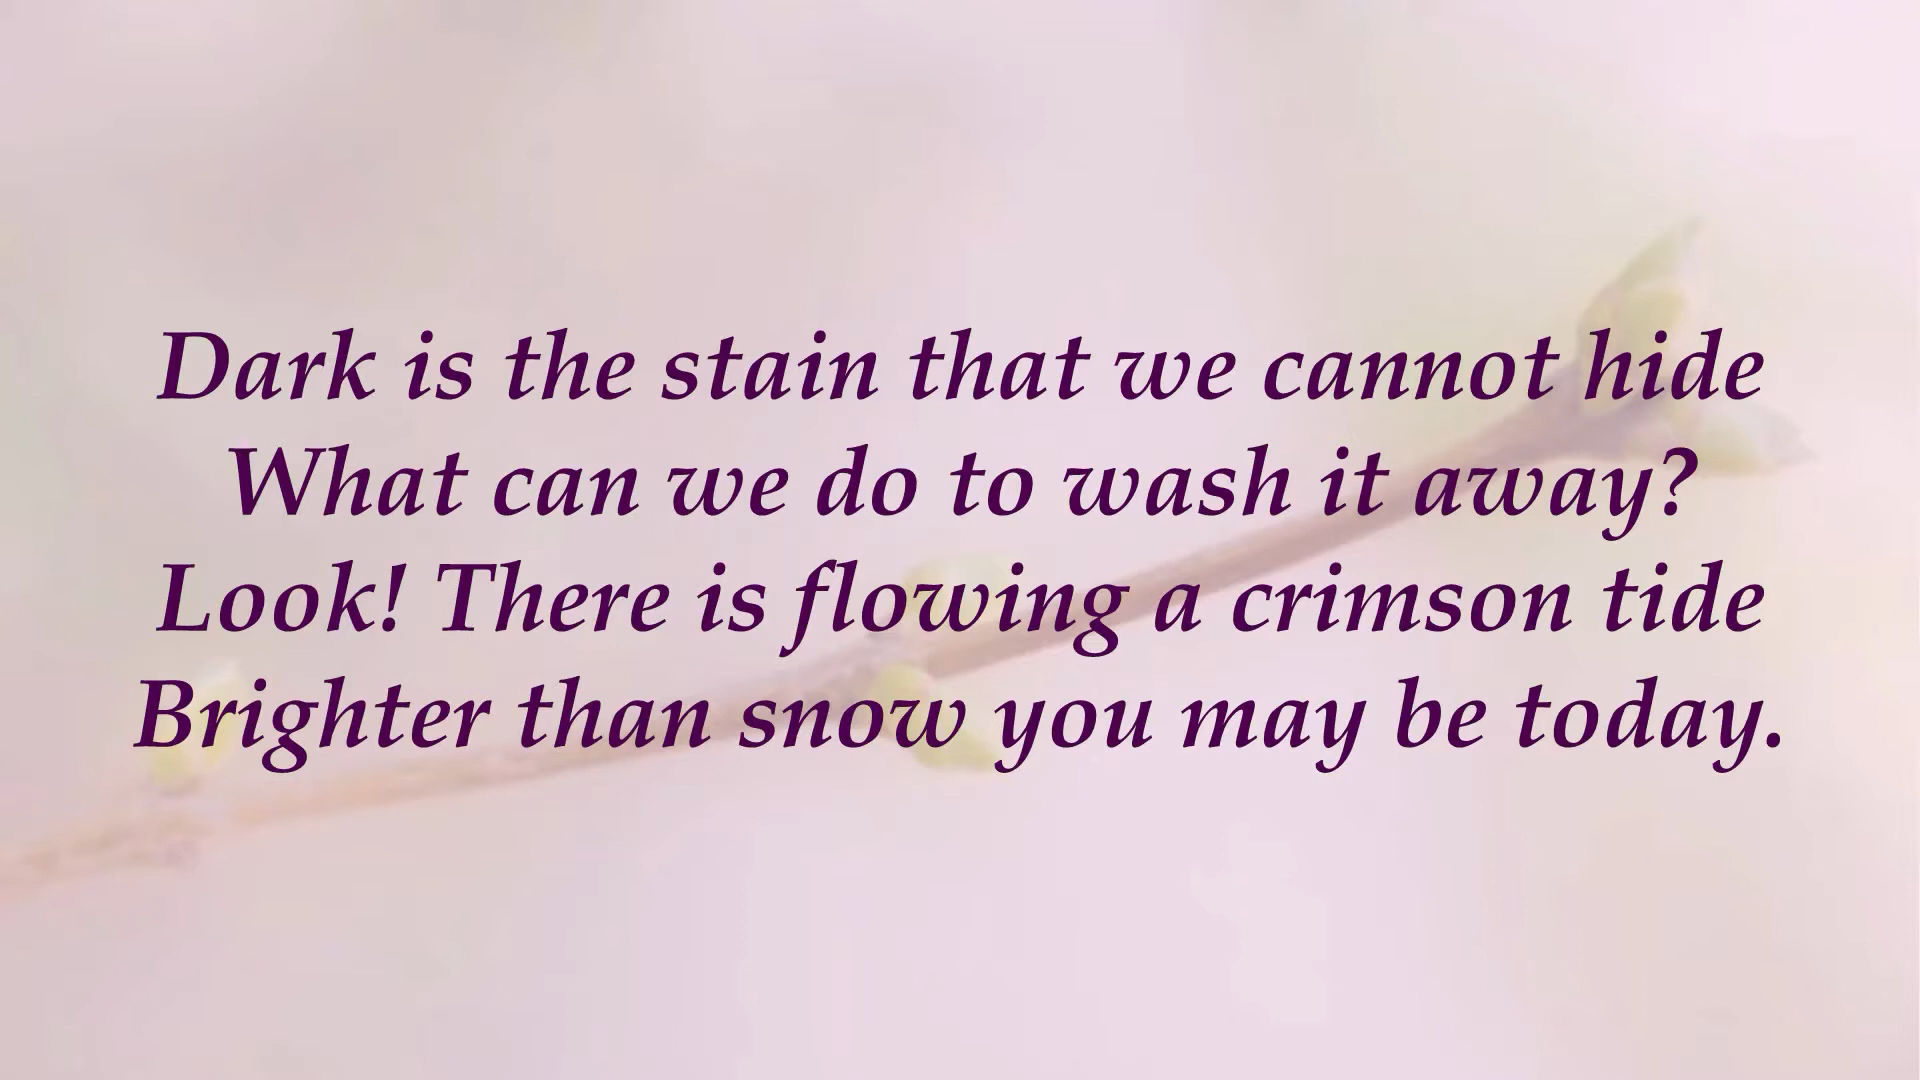 Dark is the stain that we cannot hide
What can we do to wash it away?
Look! There is flowing a crimson tide
Brighter than snow you may be today.